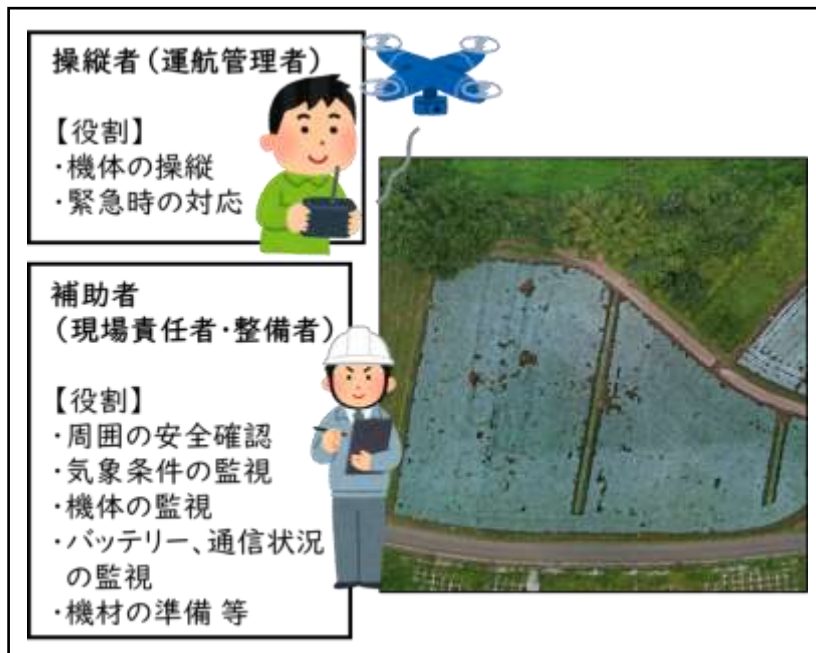 操縦者（運航管理者）
【役割】
・機体の操縦
・緊急時の対応
補助者
（現場責任者・整備者）
【役割】
・周囲の安全確認
・気象条件の監視
・機体の監視
・バッテリー、通信状況
の監視
・機材の準備 等